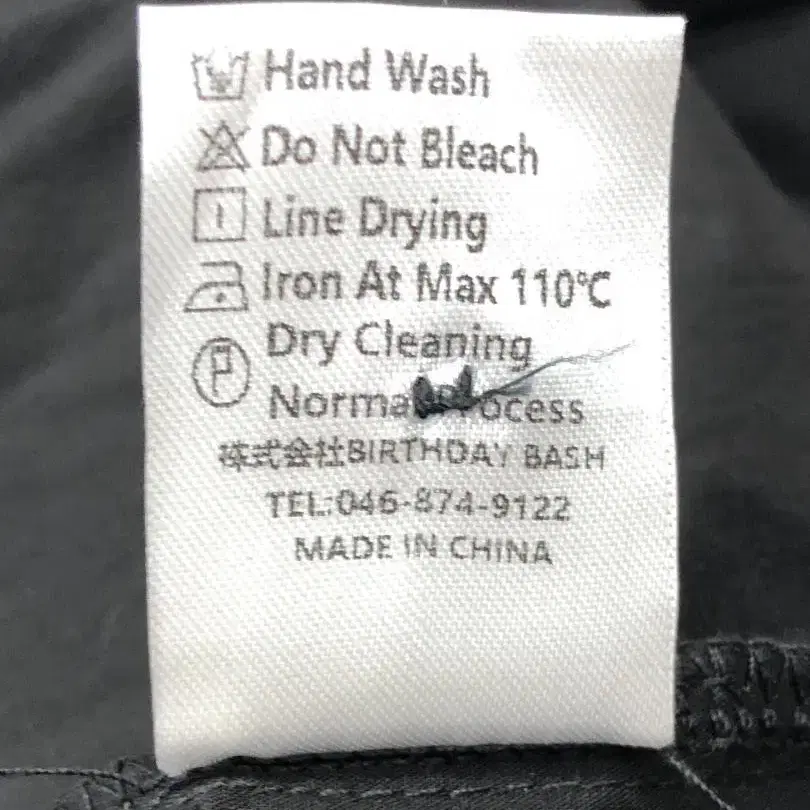 Hand Wash
Do Not Bleach
Line Drying
Iron At Max 110℃
P
Dry Cleaning
Normal Process
株式会社BIRTHDAY BASH
TEL:046-874-9122
MADE IN CHINA